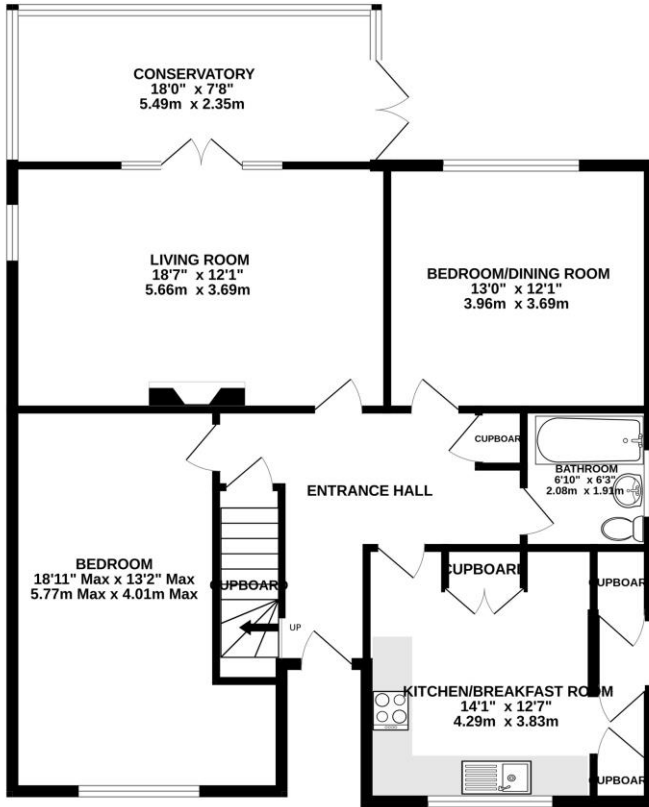 CONSERVATORY
18'0" x 7'8"
5.49m x 2.35m
LIVING ROOM
18'7" x 12'1"
5.66m x 3.69m
BEDROOM/DINING ROOM
13'0" x 12'1"
3.96m x 3.69m
CUPBOARD
BATHROOM
6'10" x 6'3"
2.08m x 1.91m
ENTRANCE HALL
BEDROOM
18'11" Max x 13'2" Max
5.77m Max x 4.01m Max
CUPBOARD
UP
CUPBOARD
CUPBOARD
KITCHEN/BREAKFAST ROOM
14'1" x 12'7"
4.29m x 3.83m
CUPBOARD